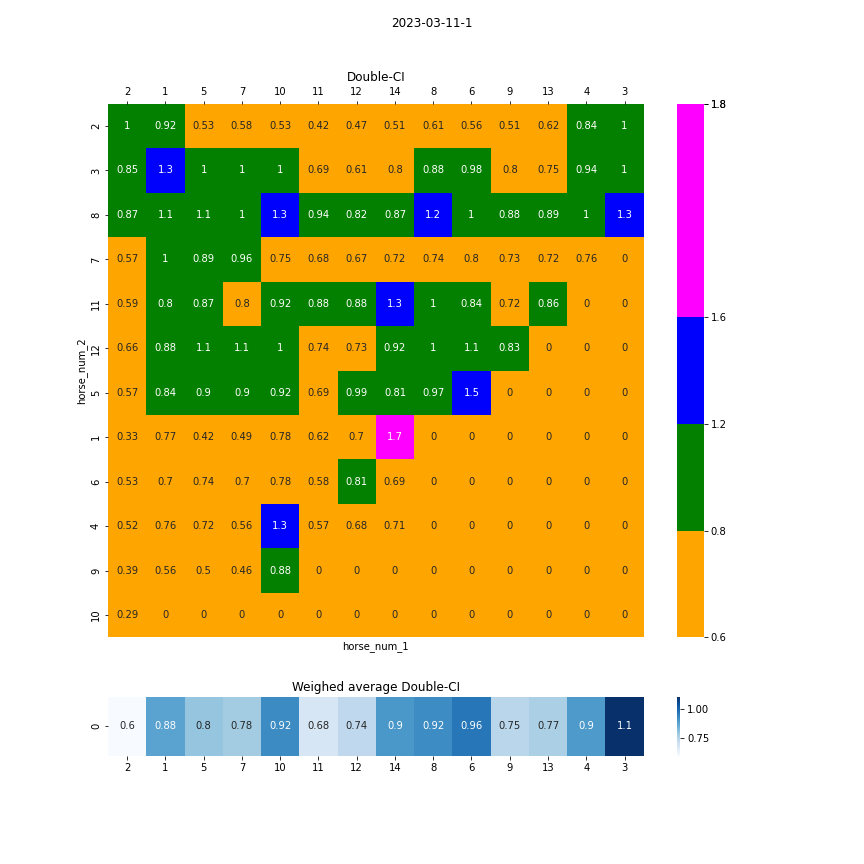 2023-03-11-1
Double-CI
2 1 5 7 10 11 12 14 8 6 9 13 4 3
2 1 0.92 0.53 0.58 0.53 0.42 0.47 0.51 0.61 0.56 0.51 0.62 0.84 1
3 0.85 1.3 1 1 1 0.69 0.61 0.8 0.88 0.98 0.8 0.75 0.94 1
8 0.87 1.1 1.1 1 1.3 0.94 0.82 0.87 1.2 1 0.88 0.89 1 1.3
7 0.57 1 0.89 0.96 0.75 0.68 0.67 0.72 0.74 0.8 0.73 0.72 0.76 0
11 0.59 0.8 0.87 0.8 0.92 0.88 0.88 1.3 1 0.84 0.72 0.86 0 0
12 0.66 0.88 1.1 1.1 1 0.74 0.73 0.92 1 1.1 0.83 0 0 0
5 0.57 0.84 0.9 0.9 0.92 0.69 0.99 0.81 0.97 1.5 0 0 0 0
1 0.33 0.77 0.42 0.49 0.78 0.62 0.7 1.7 0 0 0 0 0 0
6 0.53 0.7 0.74 0.7 0.78 0.58 0.81 0.69 0 0 0 0 0 0
4 0.52 0.76 0.72 0.56 1.3 0.57 0.68 0.71 0 0 0 0 0 0
9 0.39 0.56 0.5 0.46 0.88 0 0 0 0 0 0 0 0 0
10 0.29 0 0 0 0 0 0 0 0 0 0 0 0 0
horse_num_2
horse_num_1
1.8
1.6
1.2
0.8
0.6
Weighed average Double-CI
0 0.6 0.88 0.8 0.78 0.92 0.68 0.74 0.9 0.92 0.96 0.75 0.77 0.9 1.1
2 1 5 7 10 11 12 14 8 6 9 13 4 3
1.00
0.75